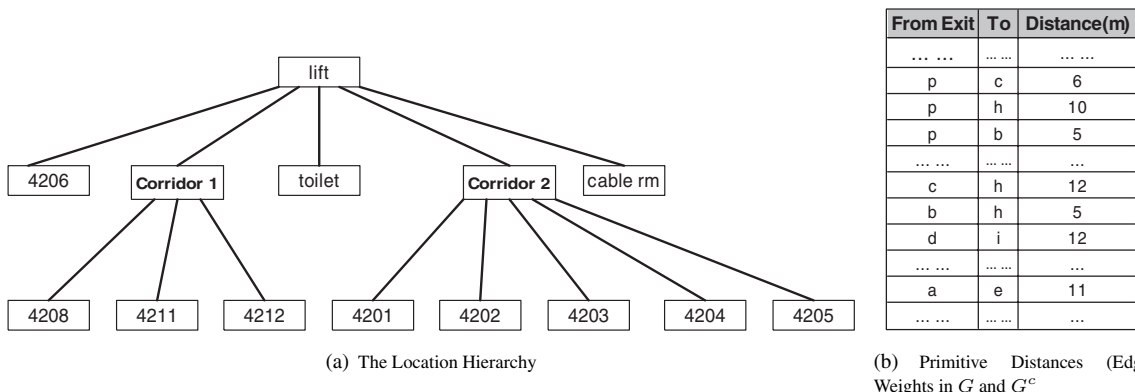 lift
4206
Corridor 1
toilet
Corridor 2
cable rm
4208
4211
4212
4201
4202
4203
4204
4205
(a) The Location Hierarchy
From Exit To Distance(m)
... ... ... ... ... ...
p c 6
p h 10
p b 5
... ... ... ... ...
c h 12
b h 5
d i 12
... ... ... ... ...
a e 11
... ... ... ... ...
(b) Primitive Distances (Edg
Weights in G and G^c